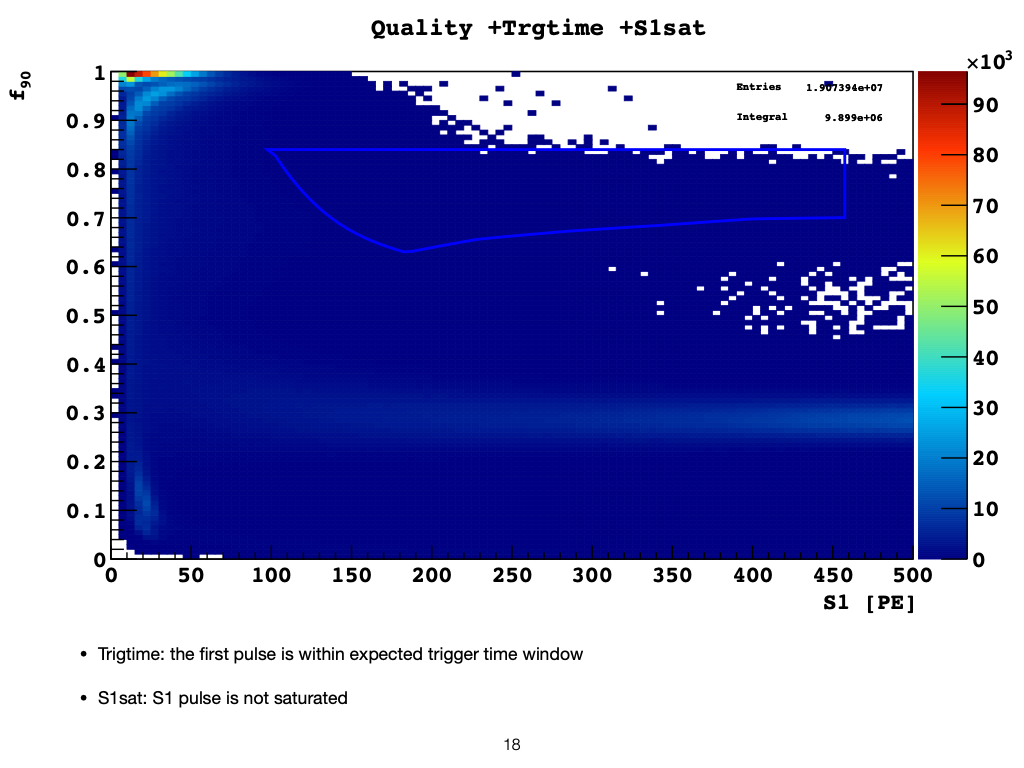 Quality +Trgtime +S1sat
×10³
f₉₀
Entries 1.907394e+07
Integral 9.899e+06
1
0.9
0.8
0.7
0.6
0.5
0.4
0.3
0.2
0.1
0
90
80
70
60
50
40
30
20
10
0
0 50 100 150 200 250 300 350 400 450 500
S1 [PE]
• Trigtime: the first pulse is within expected trigger time window
• S1sat: S1 pulse is not saturated
18